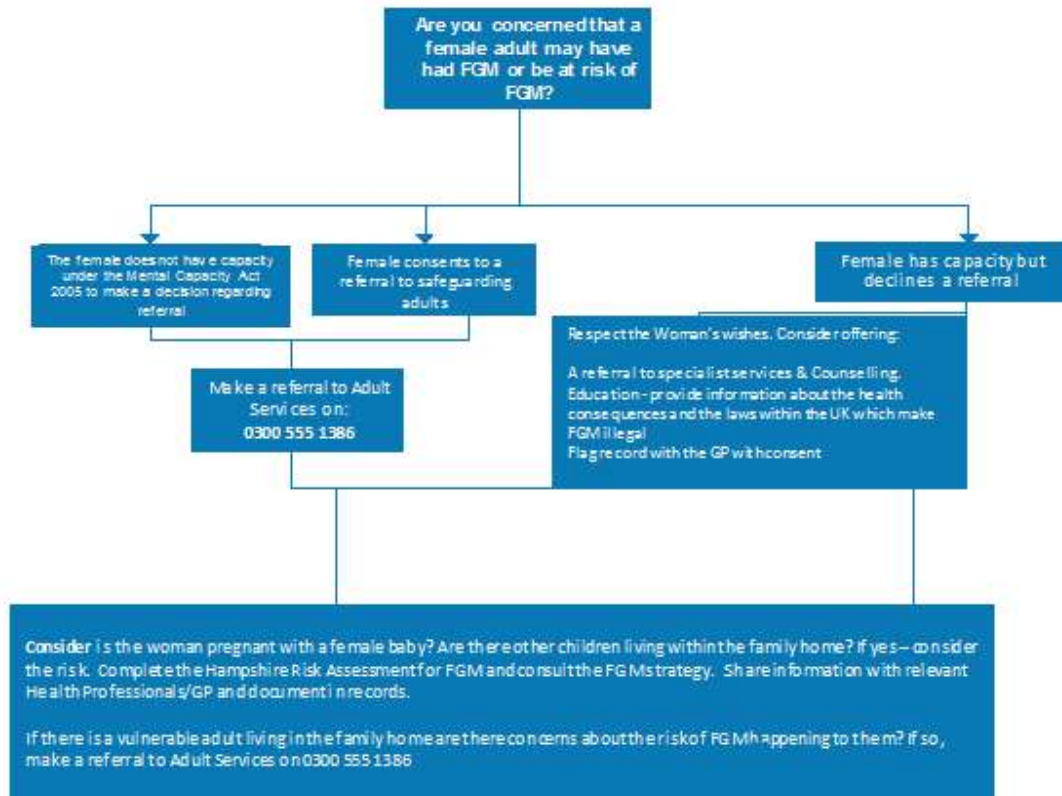 Are you concerned that a
female adult may have
had FGM or be at risk of
FGM?
The female does not have capacity
under the Mental Capacity Act
2005 to make a decision regarding
referral
Female consents to a
referral to safeguarding
adults
Female has capacity but
declines a referral
Make a referral to Adult
Services on:
0300 555 1386
Respect the Woman's wishes. Consider offering:
A referral to specialist services & Counselling.
Education - provide information about the health
consequences and the laws within the UK which make
FGM illegal
Flag record with the GP with consent
Consider is the woman pregnant with a female baby? Are there other children living within the family home? If yes – consider
the risk. Complete the Hampshire Risk Assessment for FGM and consult the FGM strategy. Share information with relevant
Health Professionals/GP and document in records.
If there is a vulnerable adult living in the family home are there concerns about the risk of FGM happening to them? If so,
make a referral to Adult Services on 0300 555 1386